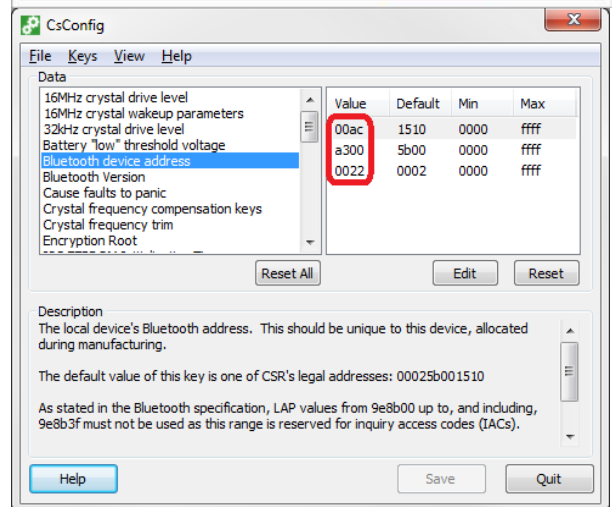 CsConfig
File Keys View Help
Data
16MHz crystal drive level
16MHz crystal wakeup parameters
32kHz crystal drive level
Battery "low" threshold voltage
Bluetooth device address
Bluetooth Version
Cause faults to panic
Crystal frequency compensation keys
Crystal frequency trim
Encryption Root
Value Default Min Max
00ac 1510 0000 ffff
a300 5b00 0000 ffff
0022 0002 0000 ffff
Reset All
Edit
Reset
Description
The local device's Bluetooth address. This should be unique to this device, allocated
during manufacturing.
The default value of this key is one of CSR's legal addresses: 00025b001510
As stated in the Bluetooth specification, LAP values from 9e8b00 up to, and including,
9e8b3f must not be used as this range is reserved for inquiry access codes (IACs).
Help
Save
Quit